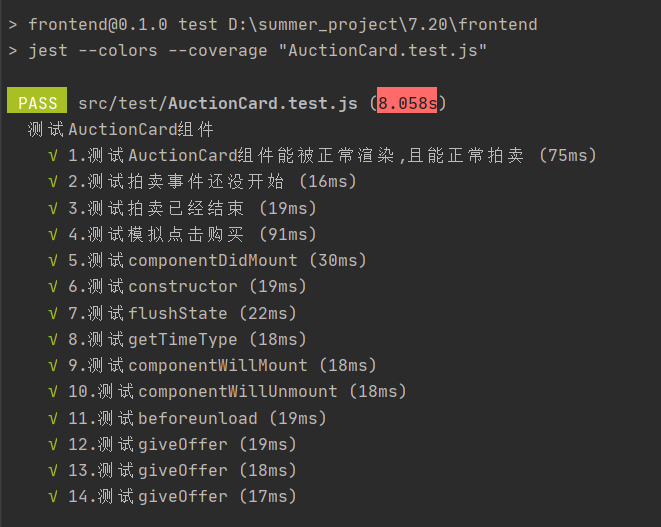 > frontend@0.1.0 test D:\summer_project\7.20\frontend
> jest --colors --coverage "AuctionCard.test.js"
PASS src/test/AuctionCard.test.js (8.058s)
测试AuctionCard组件
√ 1.测试AuctionCard组件能被正常渲染,且能正常拍卖 (75ms)
√ 2.测试拍卖事件还没开始 (16ms)
√ 3.测试拍卖已经结束 (19ms)
√ 4.测试模拟点击购买 (91ms)
√ 5.测试componentDidMount (30ms)
√ 6.测试constructor (19ms)
√ 7.测试flushState (22ms)
√ 8.测试getTimeType (18ms)
√ 9.测试componentWillMount (18ms)
√ 10.测试componentWillUnmount (18ms)
√ 11.测试beforeunload (19ms)
√ 12.测试giveOffer (19ms)
√ 13.测试giveOffer (18ms)
√ 14.测试giveOffer (17ms)